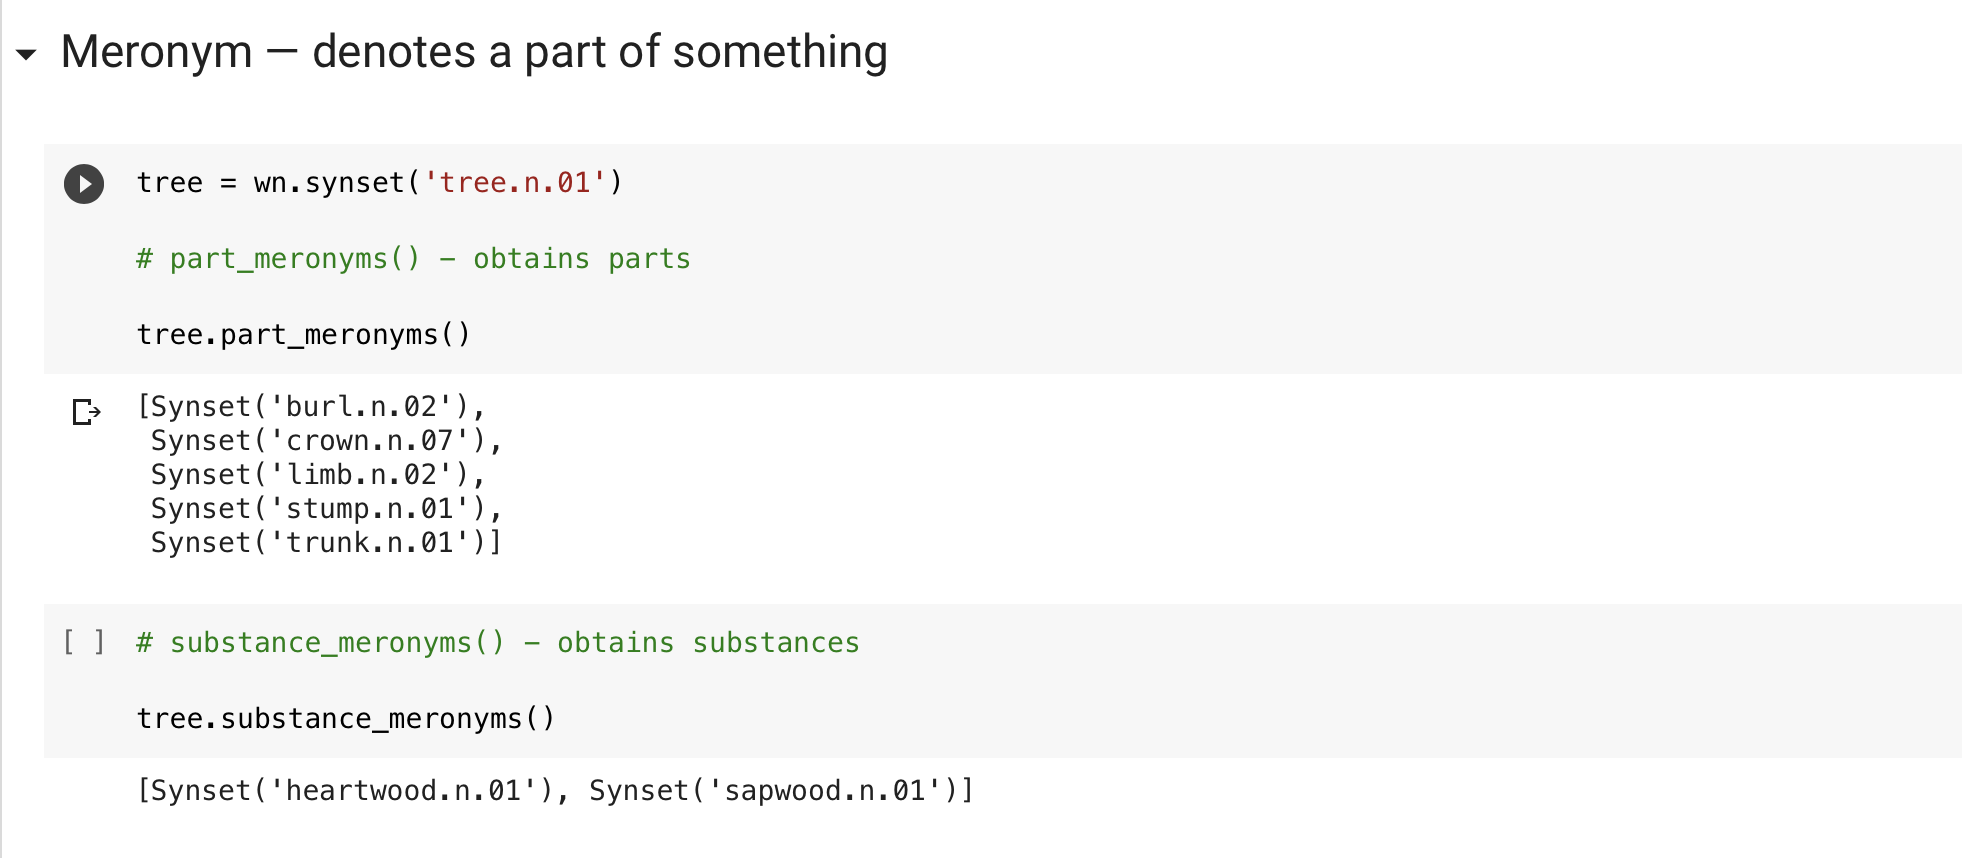 Meronym — denotes a part of something
tree = wn.synset('tree.n.01')
# part_meronyms() - obtains parts
tree.part_meronyms()
[Synset('burl.n.02'),
 Synset('crown.n.07'),
 Synset('limb.n.02'),
 Synset('stump.n.01'),
 Synset('trunk.n.01')]
[ ] # substance_meronyms() - obtains substances
tree.substance_meronyms()
[Synset('heartwood.n.01'), Synset('sapwood.n.01')]